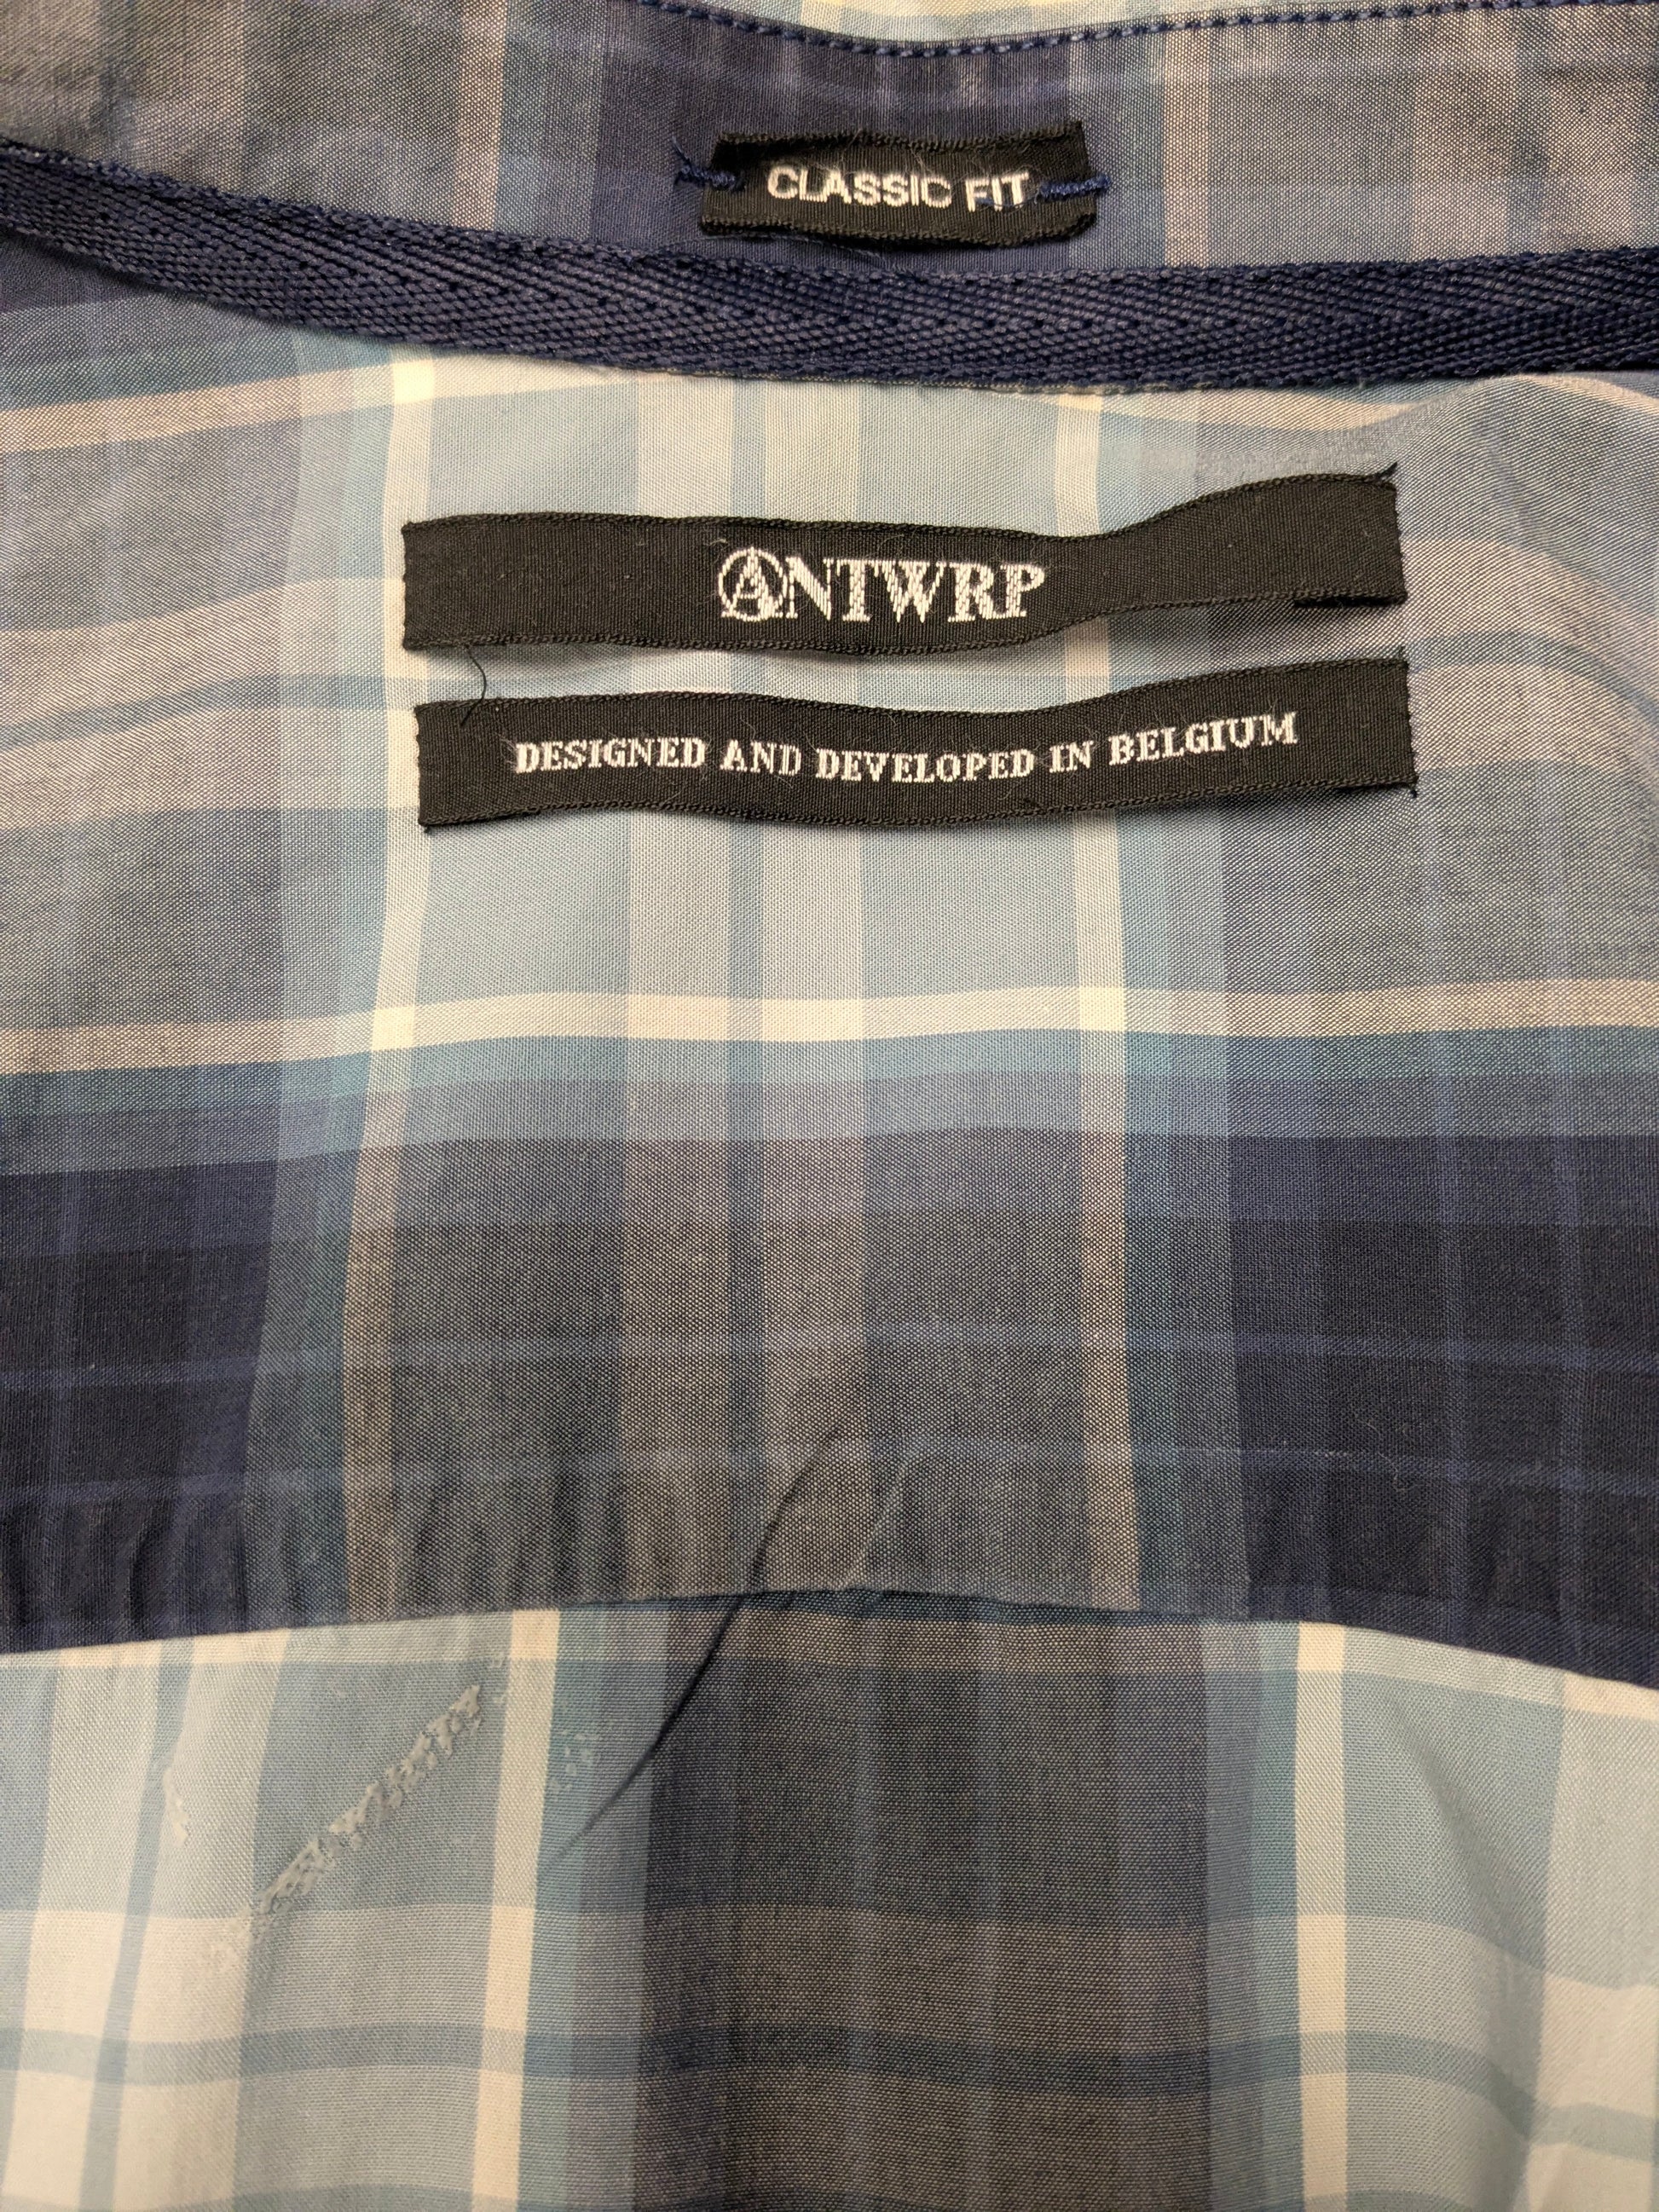 CLASSIC FIT
ANTWRP
DESIGNED AND DEVELOPED IN BELGIUM